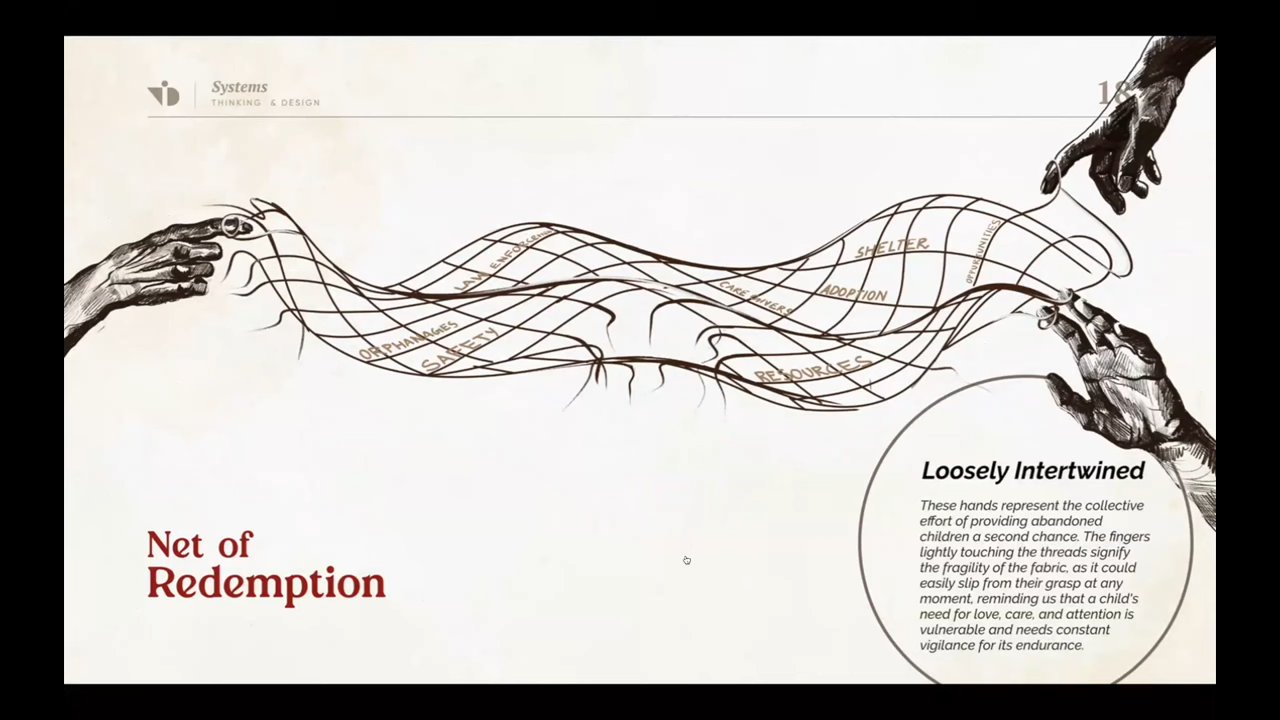 Systems
THINKING & DESIGN
18
LAW ENFORCEMENT
SHELTER
OPPURTUNITIES
CARE GIVERS
ADOPTION
ORPHANAGES
SAFETY
RESOURCES
Loosely Intertwined
These hands represent the collective
effort of providing abandoned
children a second chance. The fingers
lightly touching the threads signify
the fragility of the fabric, as it could
easily slip from their grasp at any
moment, reminding us that a child's
need for love, care, and attention is
vulnerable and needs constant
vigilance for its endurance.
Net of
Redemption